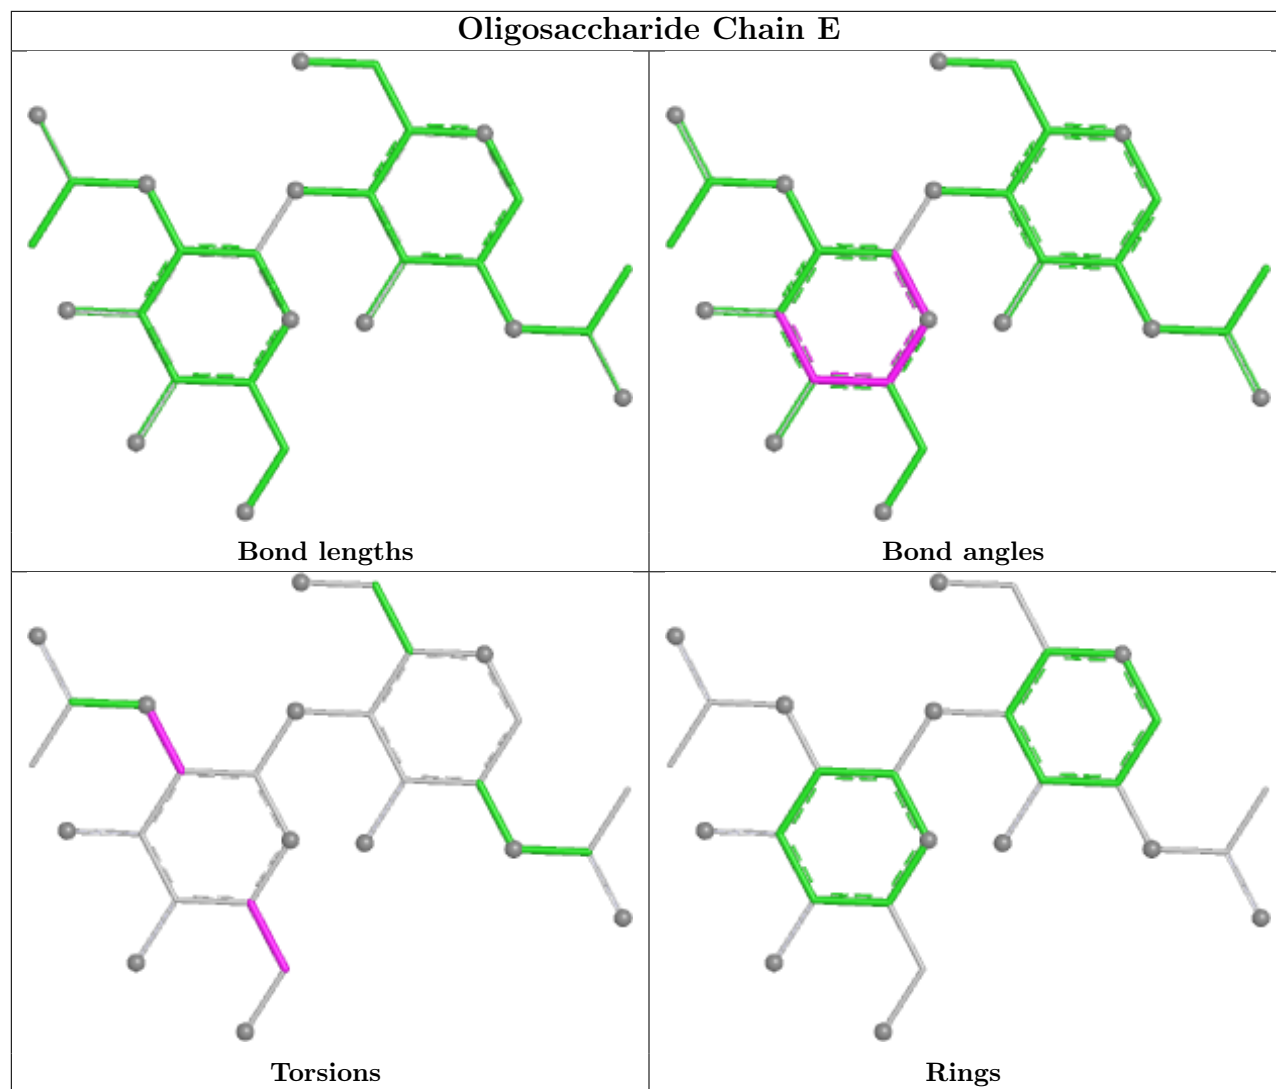 Oligosaccharide Chain E
Bond lengths
Bond angles
Torsions
Rings